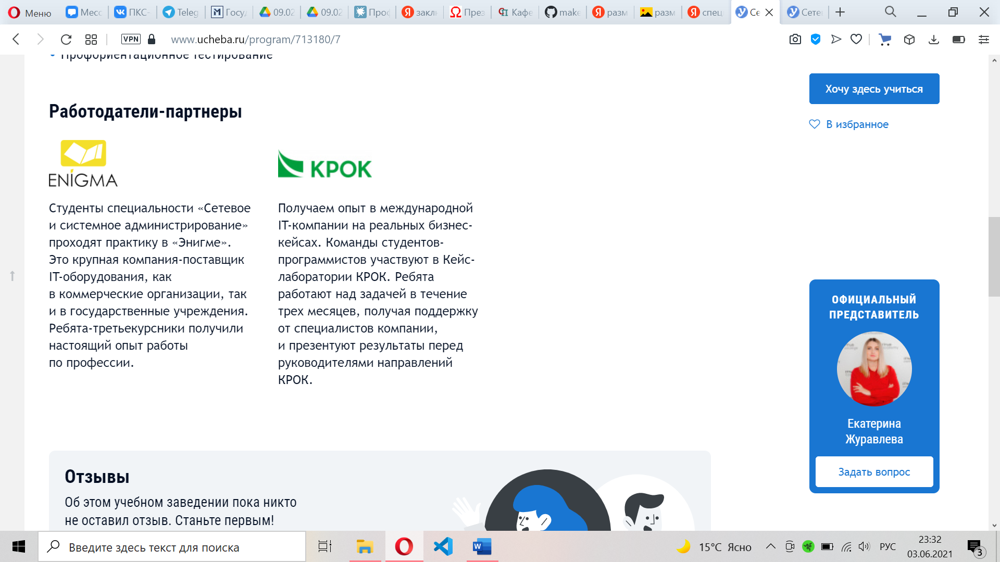 Меню
Месс
ПКС-
Teleg
Госу
09.02
09.02
Проф
заклю
През
Кафе
make
разм
разм
спец
Се
Сете
VPN
www.ucheba.ru/program/713180/7
Профориентационное тестирование
Хочу здесь учиться
В избранное
Работодатели-партнеры
ENIGMA
КРОК
Студенты специальности «Сетевое
и системное администрирование»
проходят практику в «Энигме».
Это крупная компания-поставщик
IT-оборудования, как
в коммерческие организации, так
и в государственные учреждения.
Ребята-третьекурсники получили
настоящий опыт работы
по профессии.
Получаем опыт в международной
IT-компании на реальных бизнес-
кейсах. Команды студентов-
программистов участвуют в Кейс-
лаборатории КРОК. Ребята
работают над задачей в течение
трех месяцев, получая поддержку
от специалистов компании,
и презентуют результаты перед
руководителями направлений
КРОК.
ОФИЦИАЛЬНЫЙ
ПРЕДСТАВИТЕЛЬ
Екатерина
Журавлева
Задать вопрос
Отзывы
Об этом учебном заведении пока никто
не оставил отзыв. Станьте первым!
Введите здесь текст для поиска
15°C Ясно
РУС
23:32
03.06.2021
3